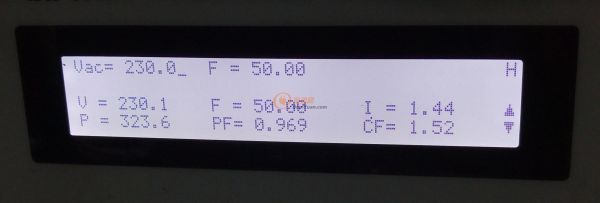 Vac= 230.0_ F = 50.00 H
V = 230.1 F = 50.00 I = 1.44
P = 323.6 PF= 0.969 CF= 1.52